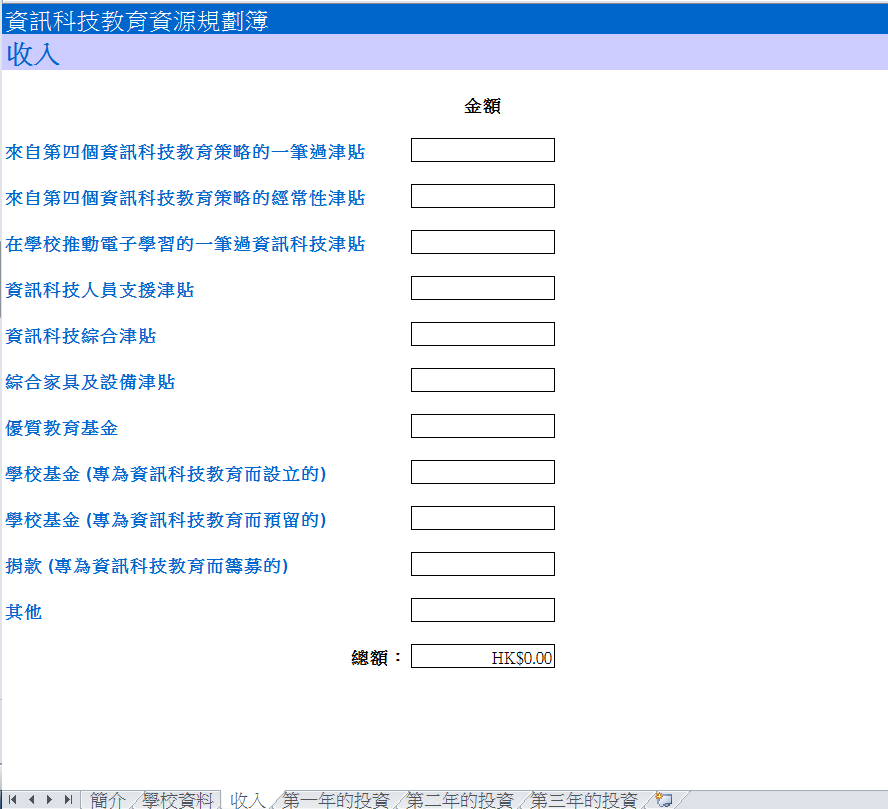 資訊科技教育資源規劃簿
收入
金額
來自第四個資訊科技教育策略的一筆過津貼
來自第四個資訊科技教育策略的經常性津貼
在學校推動電子學習的一筆過資訊科技津貼
資訊科技人員支援津貼
資訊科技綜合津貼
綜合家具及設備津貼
優質教育基金
學校基金 (專為資訊科技教育而設立的)
學校基金 (專為資訊科技教育而預留的)
捐款 (專為資訊科技教育而籌募的)
其他
總額： HK$0.00
簡介 學校資料 收入 第一年的投資 第二年的投資 第三年的投資